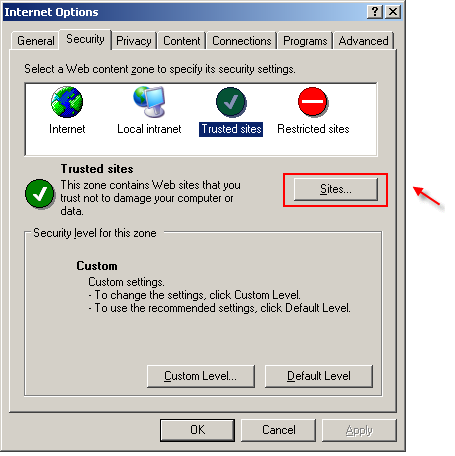 Internet Options
General Security Privacy Content Connections Programs Advanced
Select a Web content zone to specify its security settings.
Internet Local intranet Trusted sites Restricted sites
Trusted sites
This zone contains Web sites that you
trust not to damage your computer or
data.
Sites...
Security level for this zone
Custom
Custom settings.
- To change the settings, click Custom Level.
- To use the recommended settings, click Default Level.
Custom Level... Default Level
OK Cancel Apply